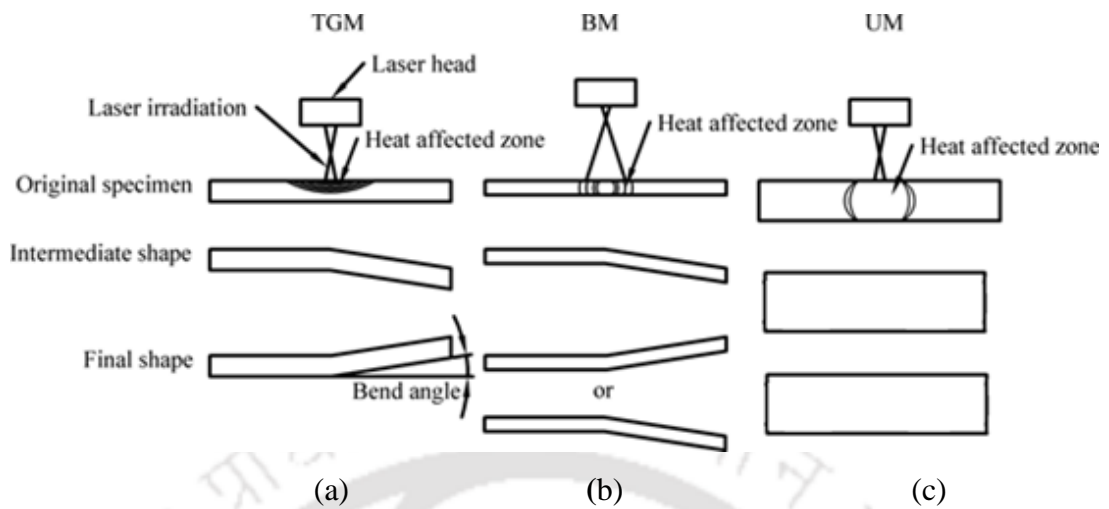 TGM BM UM
Laser head
Laser irradiation
Heat affected zone
Heat affected zone
Heat affected zone
Original specimen
Intermediate shape
Final shape
Bend angle
or
(a) (b) (c)